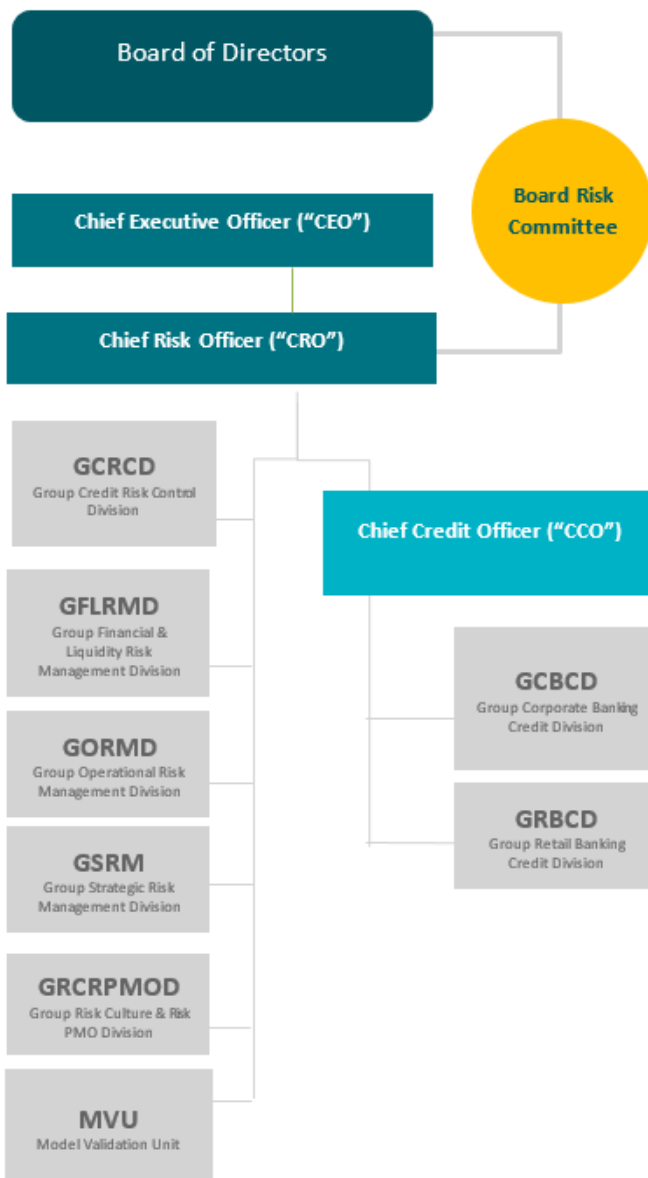 Board of Directors
Board Risk
Committee
Chief Executive Officer (“CEO”)
Chief Risk Officer (“CRO”)
GCRCD
Group Credit Risk Control
Division
GFLRMD
Group Financial &
Liquidity Risk
Management Division
GORMD
Group Operational Risk
Management Division
GSRM
Group Strategic Risk
Management Division
GRCRPMOD
Group Risk Culture & Risk
PMO Division
MVU
Model Validation Unit
Chief Credit Officer (“CCO”)
GCBCD
Group Corporate Banking
Credit Division
GRBCD
Group Retail Banking
Credit Division